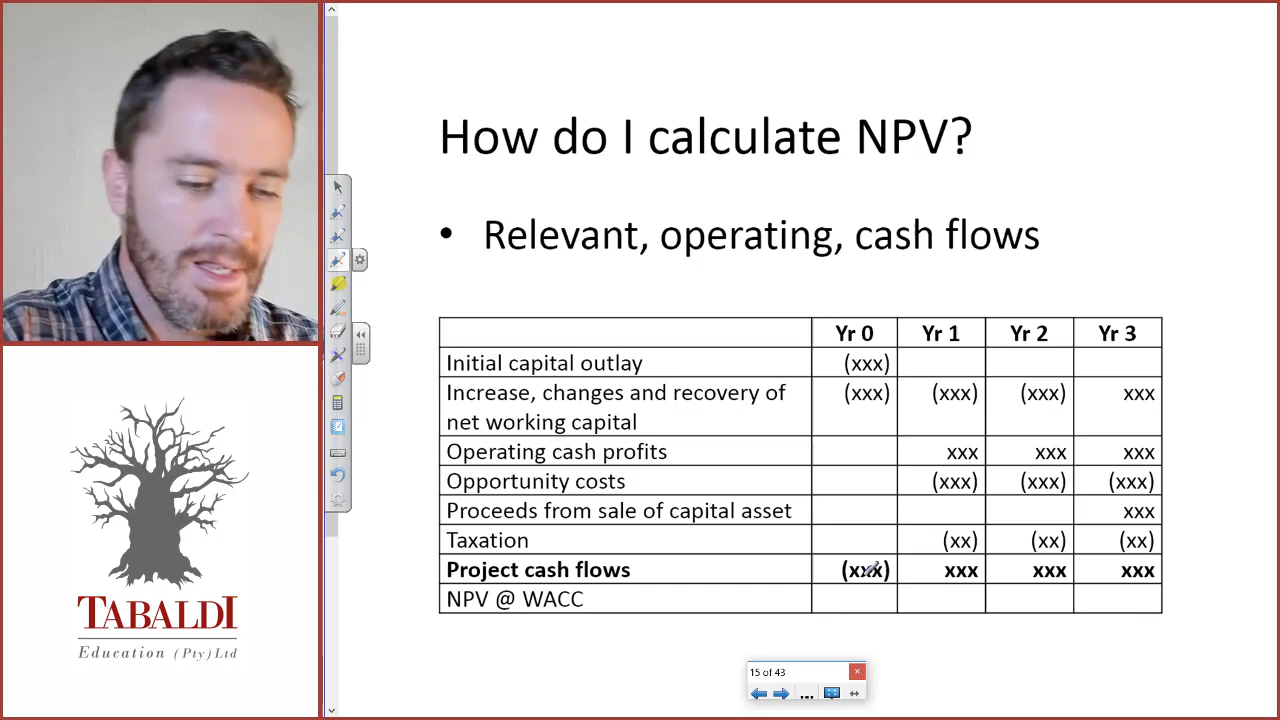 How do I calculate NPV?
• Relevant, operating, cash flows
Yr 0 Yr 1 Yr 2 Yr 3
Initial capital outlay (xxx)
Increase, changes and recovery of (xxx) (xxx) (xxx) xxx
net working capital
Operating cash profits xxx xxx xxx
Opportunity costs (xxx) (xxx) (xxx)
Proceeds from sale of capital asset xxx
Taxation (xx) (xx) (xx)
Project cash flows (xxx) xxx xxx xxx
NPV @ WACC
TABALDI
Education (Pty) Ltd
15 of 43
...